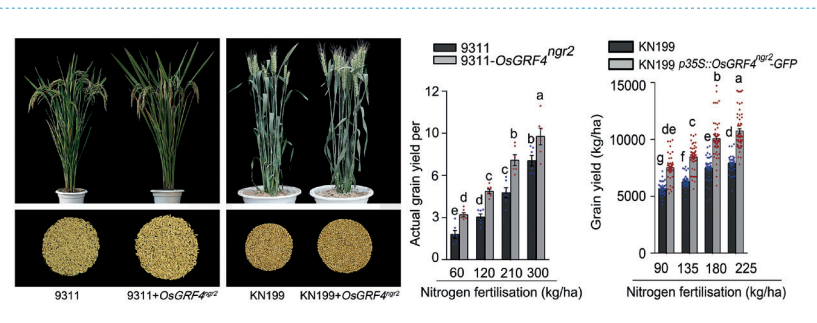 9311
9311+OsGRF4ngr2
KN199
KN199+OsGRF4ngr2
9311
9311-OsGRF4ngr2
Actual grain yield per
12
10
6
3
0
e
d
d
c
c
b
b
a
60 120 210 300
Nitrogen fertilisation (kg/ha)
KN199
KN199 p35S::OsGRF4ngr2-GFP
Grain yield (kg/ha)
15000
10000
5000
0
g
de
f
c
e
b
d
a
90 135 180 225
Nitrogen fertilisation (kg/ha)